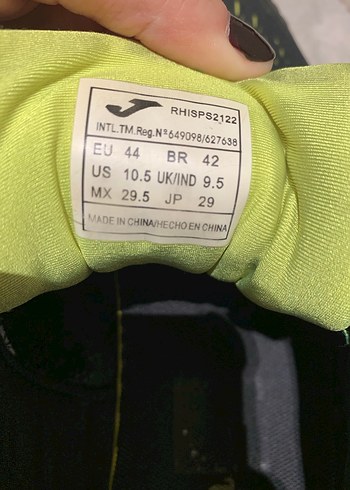 RHISPS2122
INTL.TM.Reg.Nº649098/627638
EU 44 BR 42
US 10.5 UK/IND 9.5
MX 29.5 JP 29
MADE IN CHINA/HECHO EN CHINA